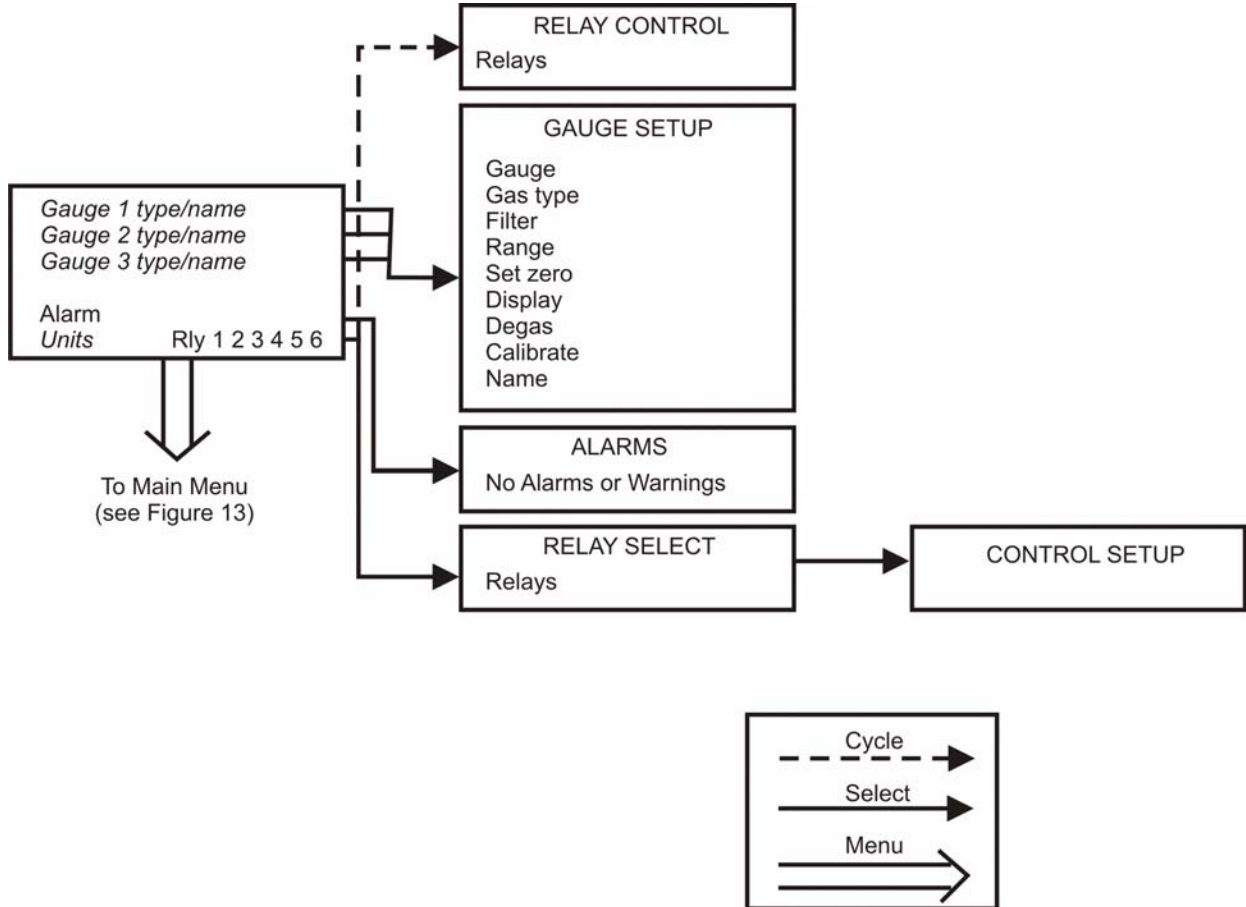 RELAY CONTROL
Relays
GAUGE SETUP
Gauge
Gas type
Filter
Range
Set zero
Display
Degas
Calibrate
Name
Gauge 1 type/name
Gauge 2 type/name
Gauge 3 type/name
Alarm
Units Rly 1 2 3 4 5 6
To Main Menu
(see Figure 13)
ALARMS
No Alarms or Warnings
RELAY SELECT
Relays
CONTROL SETUP
Cycle
Select
Menu